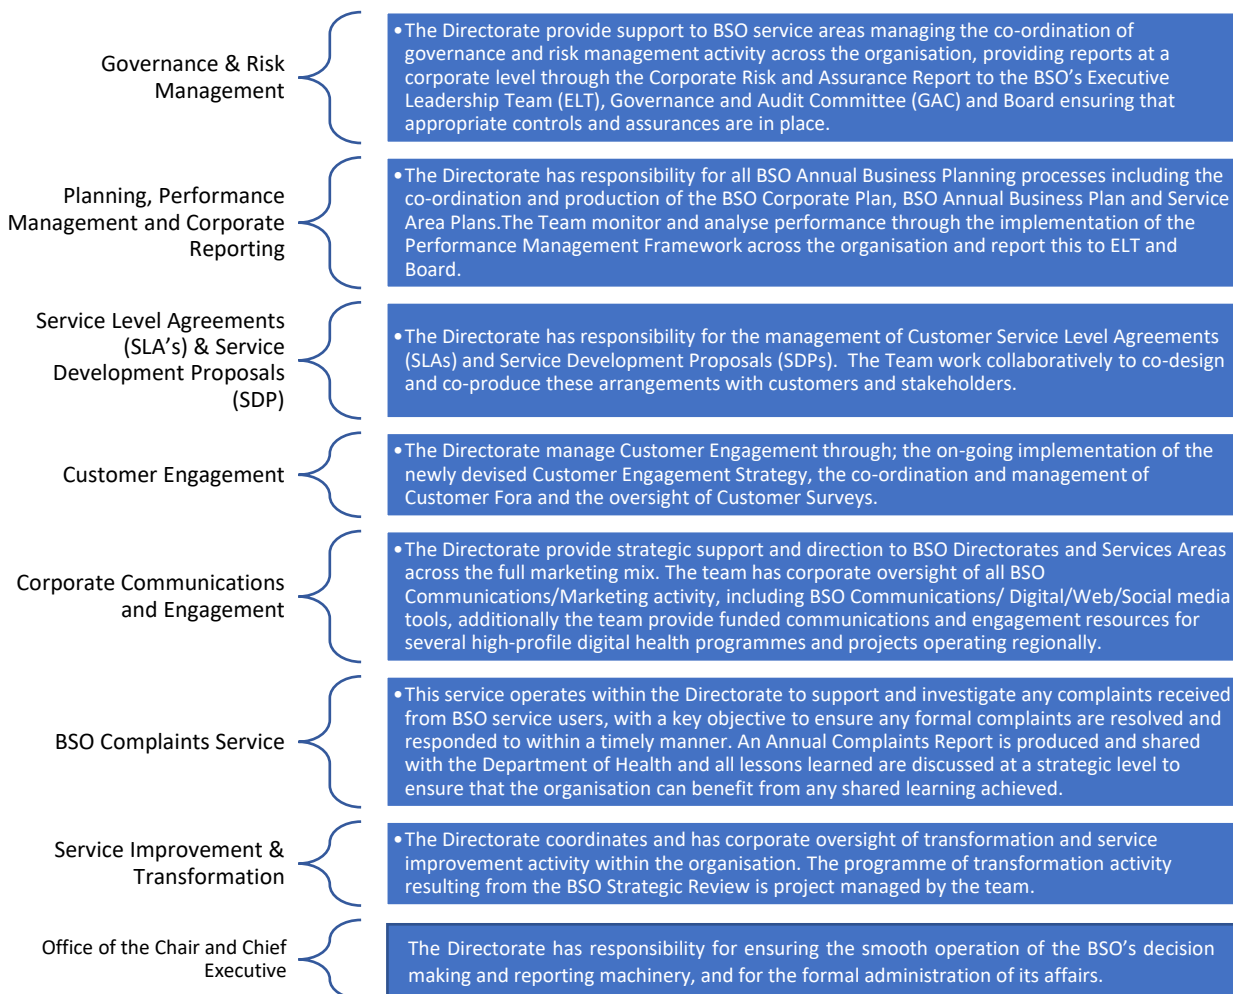 Governance & Risk
Management
•The Directorate provide support to BSO service areas managing the co-ordination of
governance and risk management activity across the organisation, providing reports at a
corporate level through the Corporate Risk and Assurance Report to the BSO's Executive
Leadership Team (ELT), Governance and Audit Committee (GAC) and Board ensuring that
appropriate controls and assurances are in place.
Planning, Performance
Management and Corporate
Reporting
•The Directorate has responsibility for all BSO Annual Business Planning processes including the
co-ordination and production of the BSO Corporate Plan, BSO Annual Business Plan and Service
Area Plans.The Team monitor and analyse performance through the implementation of the
Performance Management Framework across the organisation and report this to ELT and
Board.
Service Level Agreements
(SLA's) & Service
Development Proposals
(SDP)
•The Directorate has responsibility for the management of Customer Service Level Agreements
(SLAs) and Service Development Proposals (SDPs).  The Team work collaboratively to co-design
and co-produce these arrangements with customers and stakeholders.
Customer Engagement
•The Directorate manage Customer Engagement through; the on-going implementation of the
newly devised Customer Engagement Strategy, the co-ordination and management of
Customer Fora and the oversight of Customer Surveys.
Corporate Communications
and Engagement
•The Directorate provide strategic support and direction to BSO Directorates and Services Areas
across the full marketing mix. The team has corporate oversight of all BSO
Communications/Marketing activity, including BSO Communications/ Digital/Web/Social media
tools, additionally the team provide funded communications and engagement resources for
several high-profile digital health programmes and projects operating regionally.
BSO Complaints Service
•This service operates within the Directorate to support and investigate any complaints received
from BSO service users, with a key objective to ensure any formal complaints are resolved and
responded to within a timely manner. An Annual Complaints Report is produced and shared
with the Department of Health and all lessons learned are discussed at a strategic level to
ensure that the organisation can benefit from any shared learning achieved.
Service Improvement &
Transformation
•The Directorate coordinates and has corporate oversight of transformation and service
improvement activity within the organisation. The programme of transformation activity
resulting from the BSO Strategic Review is project managed by the team.
Office of the Chair and Chief
Executive
The Directorate has responsibility for ensuring the smooth operation of the BSO's decision
making and reporting machinery, and for the formal administration of its affairs.